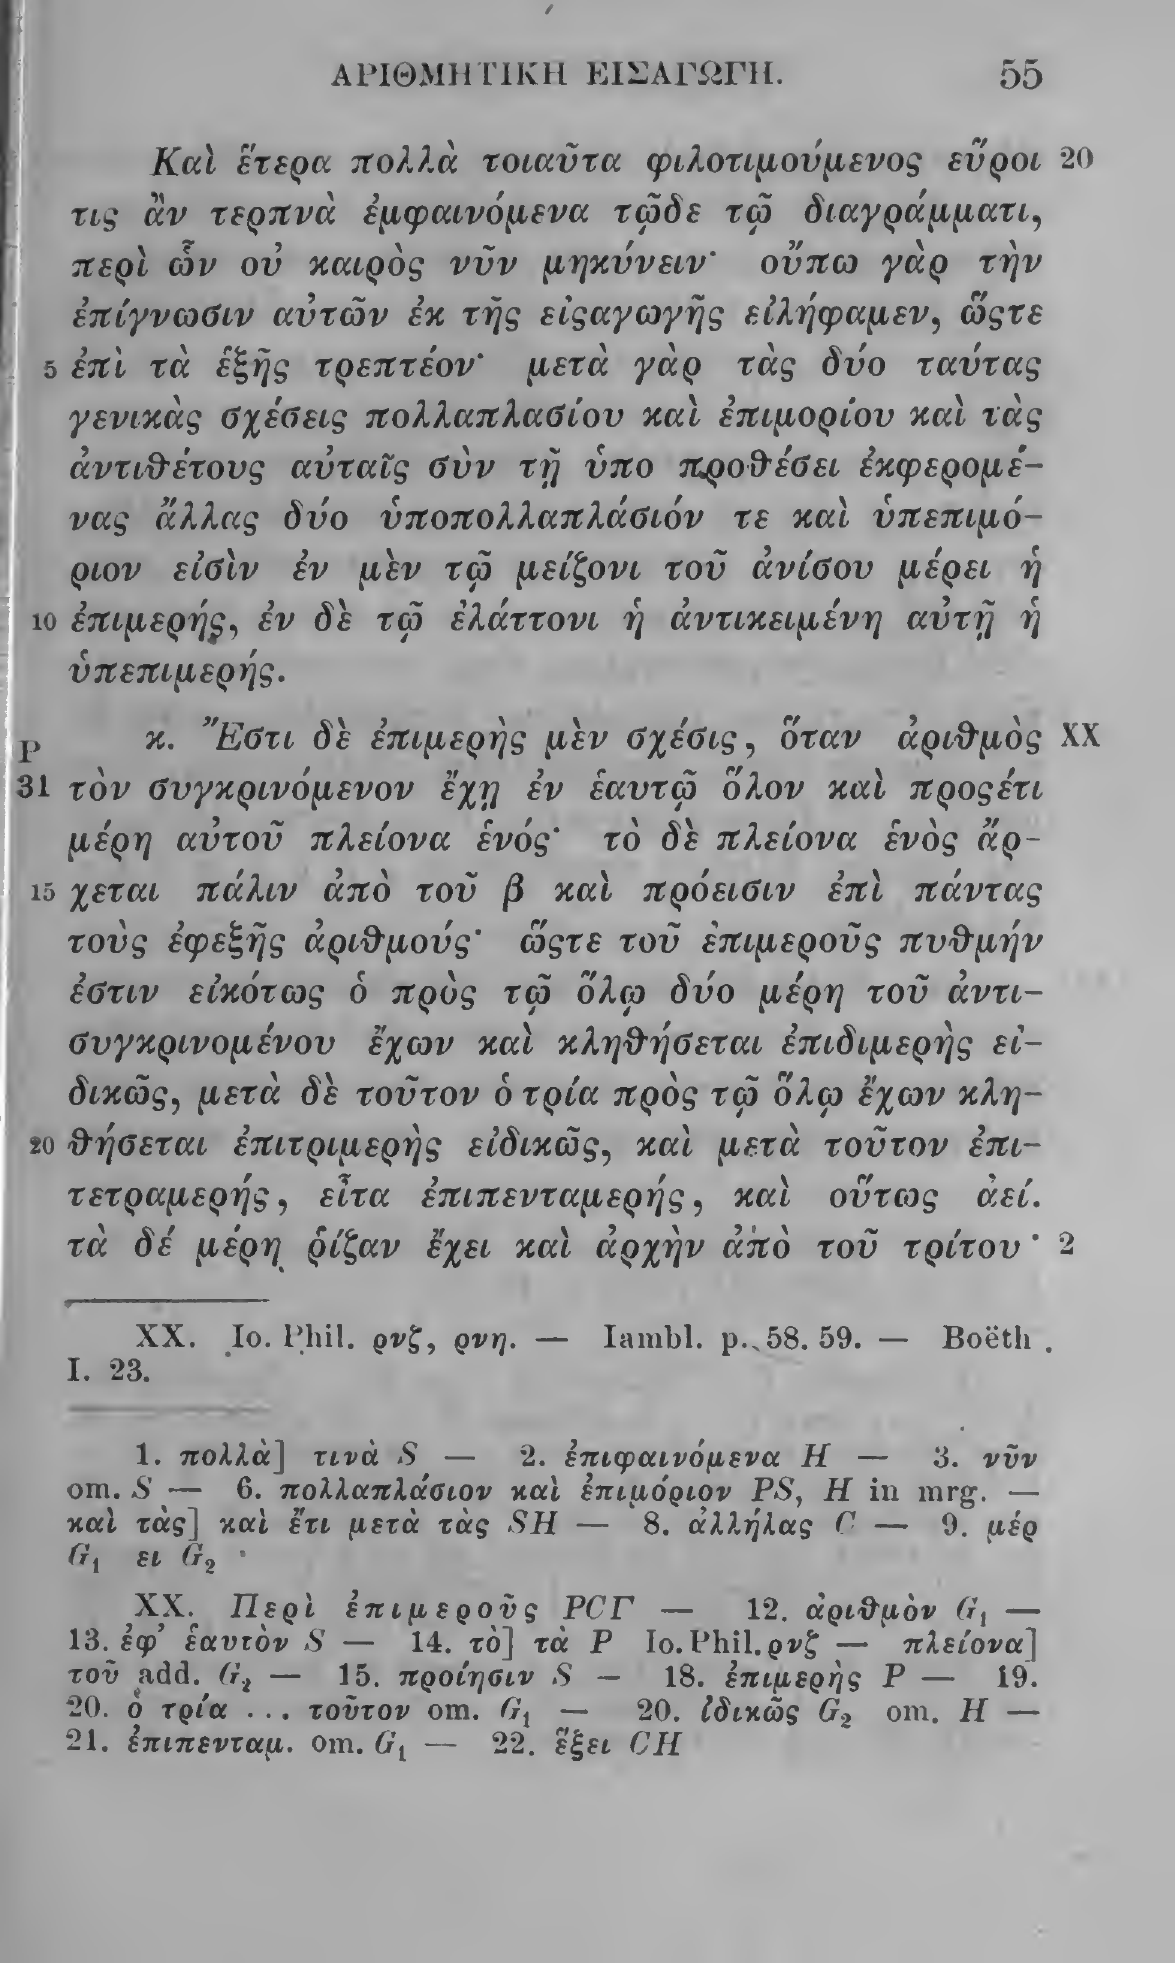 ΑΡΙΘΜΗΤΙΚΗ ΕΙΣΑΓΩΓΗ. 55
Καὶ ἕτερα πολλὰ τοιαῦτα φιλοτιμούμενος εὕροι 20
τις ἂν τερπνὰ ἐμφαινόμενα τῷδε τῷ διαγράμματι,
περὶ ὧν οὐ καιρὸς νῦν μηκύνειν· οὔπω γὰρ τὴν
ἐπίγνωσιν αὐτῶν ἐκ τῆς εἰςαγωγῆς εἰλήφαμεν, ὥςτε
5 ἐπὶ τὰ ἑξῆς τρεπτέον· μετὰ γὰρ τὰς δύο ταύτας
γενικὰς σχέσεις πολλαπλασίου καὶ ἐπιμορίου καὶ τὰς
ἀντιθέτους αὐταῖς σὺν τῇ ὑπο προθέσει ἐκφερομέ-
νας ἄλλας δύο ὑποπολλαπλάσιόν τε καὶ ὑπεπιμό-
ριον εἰσὶν ἐν μὲν τῷ μείζονι τοῦ ἀνίσου μέρει ἡ
10 ἐπιμερής, ἐν δὲ τῷ ἐλάττονι ἡ ἀντικειμένη αὐτῇ ἡ
ὑπεπιμερής.
P κ. Ἔστι δὲ ἐπιμερὴς μὲν σχέσις, ὅταν ἀριθμὸς XX
31 τὸν συγκρινόμενον ἔχῃ ἐν ἑαυτῷ ὅλον καὶ προςέτι
μέρη αὐτοῦ πλείονα ἑνός· τὸ δὲ πλείονα ἑνὸς ἄρ-
15 χεται πάλιν ἀπὸ τοῦ β καὶ πρόεισιν ἐπὶ πάντας
τοὺς ἐφεξῆς ἀριθμούς· ὥςτε τοῦ ἐπιμεροῦς πυθμήν
ἐστιν εἰκότως ὁ πρὸς τῷ ὅλῳ δύο μέρη τοῦ ἀντι-
συγκρινομένου ἔχων καὶ κληθήσεται ἐπιδιμερὴς εἰ-
δικῶς, μετὰ δὲ τοῦτον ὁ τρία πρὸς τῷ ὅλῳ ἔχων κλη-
20 θήσεται ἐπιτριμερὴς εἰδικῶς, καὶ μετὰ τοῦτον ἐπι-
τετραμερής, εἶτα ἐπιπενταμερής, καὶ οὕτως ἀεί.
τὰ δέ μέρη ῥίζαν ἔχει καὶ ἀρχὴν ἀπὸ τοῦ τρίτου· 2
XX. Io. Phil. ρνζ, ρνη. — Iambl. p. 58. 59. — Boëth.
I. 23.
1. πολλὰ] τινὰ S — 2. ἐπιφαινόμενα H — 3. νῦν
om. S — 6. πολλαπλάσιον καὶ ἐπιμόριον PS, H in mrg. —
καὶ τὰς] καὶ ἔτι μετὰ τὰς SH — 8. ἀλλήλας C — 9. μέρ
G₁ ει G₂
XX. Περὶ ἐπιμεροῦς PCΓ — 12. ἀριθμὸν G₁ —
13. ἐφ’ ἑαυτὸν S — 14. τὸ] τὰ P Io. Phil. ρνζ — πλείονα]
τοῦ add. G₂ — 15. προίησιν S — 18. ἐπιμερὴς P — 19.
20. ὁ τρία ... τοῦτον om. G₁ — 20. ἰδικῶς G₂ om. H —
21. ἐπιπενταμ. om. G₁ — 22. ἕξει CH